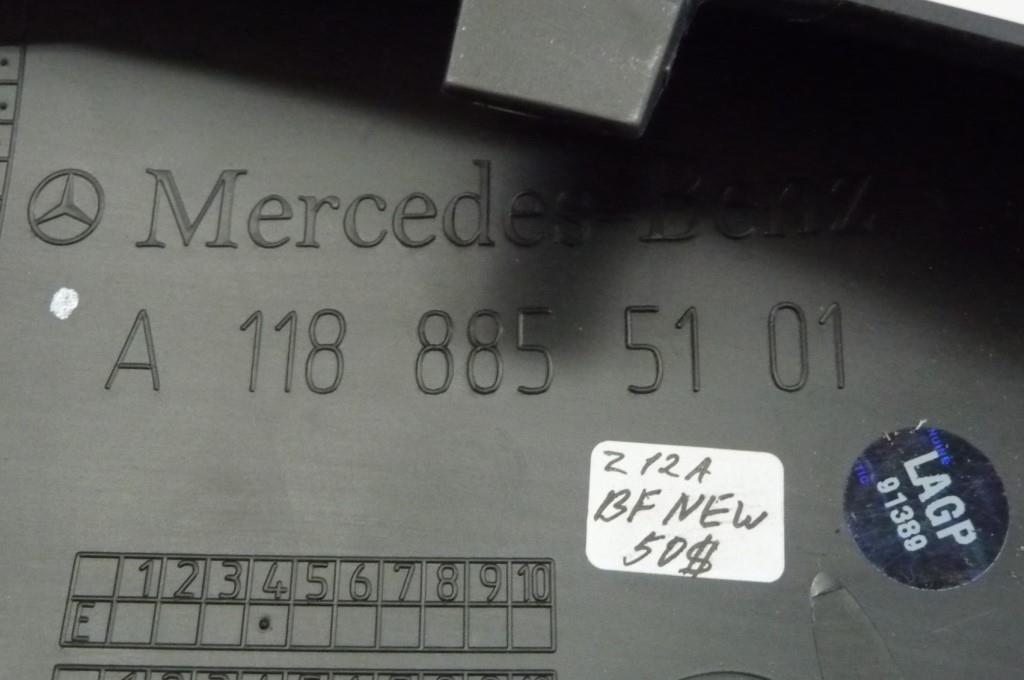 Mercedes-Benz
A 118 885 51 01
Z 12A
BF NEW
50$
LAGP
91389
1 2 3 4 5 6 7 8 9 10
E